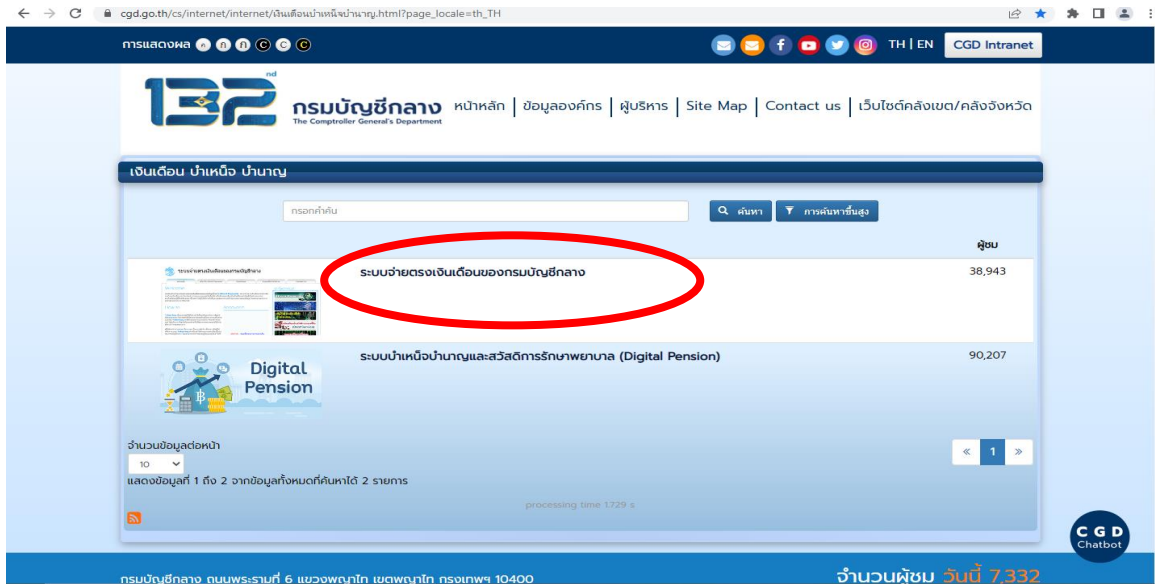 cgd.go.th/cs/internet/internet/เงินเดือนบำเหน็จบำนาญ.html?page_locale=th_TH
การแสดงผล ก ก ก C C C TH | EN CGD Intranet
132 nd
กรมบัญชีกลาง
The Comptroller General's Department
หน้าหลัก | ข้อมูลองค์กร | ผู้บริหาร | Site Map | Contact us | เว็บไซต์คลังเขต/คลังจังหวัด
เงินเดือน บำเหน็จ บำนาญ
กรอกคำค้น ค้นหา การค้นหาขั้นสูง
ผู้ชม
ระบบจ่ายตรงเงินเดือนของกรมบัญชีกลาง 38,943
ระบบบำเหน็จบำนาญและสวัสดิการรักษาพยาบาล (Digital Pension) 90,207
Digital
Pension
จำนวนข้อมูลต่อหน้า
10 « 1 »
แสดงข้อมูลที่ 1 ถึง 2 จากข้อมูลทั้งหมดที่ค้นหาได้ 2 รายการ
processing time 1.729 s
CGD
Chatbot
กรมบัญชีกลาง ถนนพระรามที่ 6 แขวงพญาไท เขตพญาไท กรุงเทพฯ 10400 จำนวนผู้ชม วันนี้ 7,332